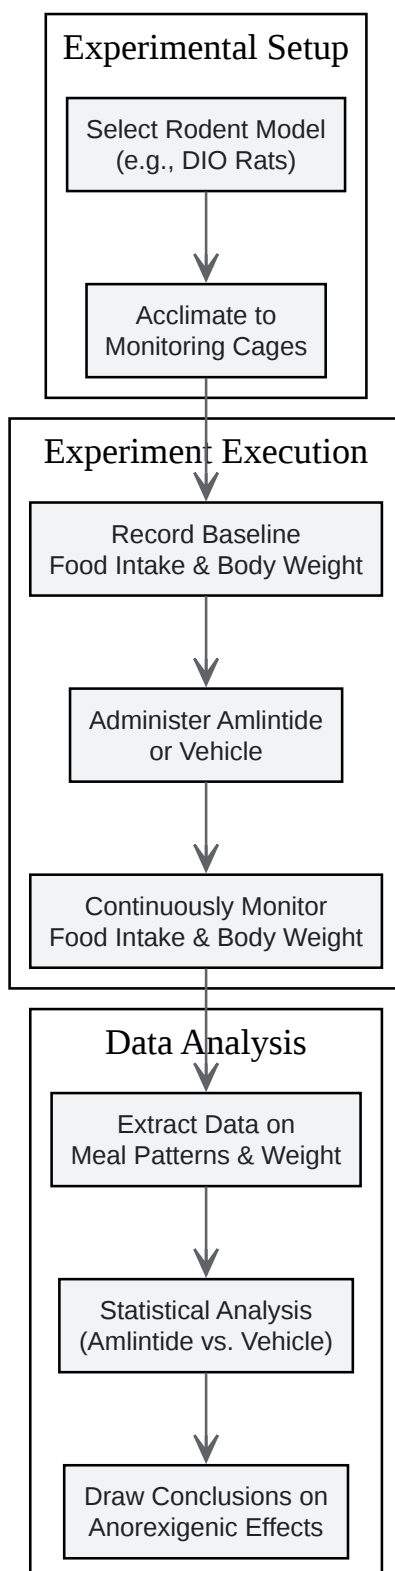 Experimental Setup
Select Rodent Model
(e.g., DIO Rats)
Acclimate to
Monitoring Cages
Experiment Execution
Record Baseline
Food Intake & Body Weight
Administer Amlintide
or Vehicle
Continuously Monitor
Food Intake & Body Weight
Data Analysis
Extract Data on
Meal Patterns & Weight
Statistical Analysis
(Amlintide vs. Vehicle)
Draw Conclusions on
Anorexigenic Effects